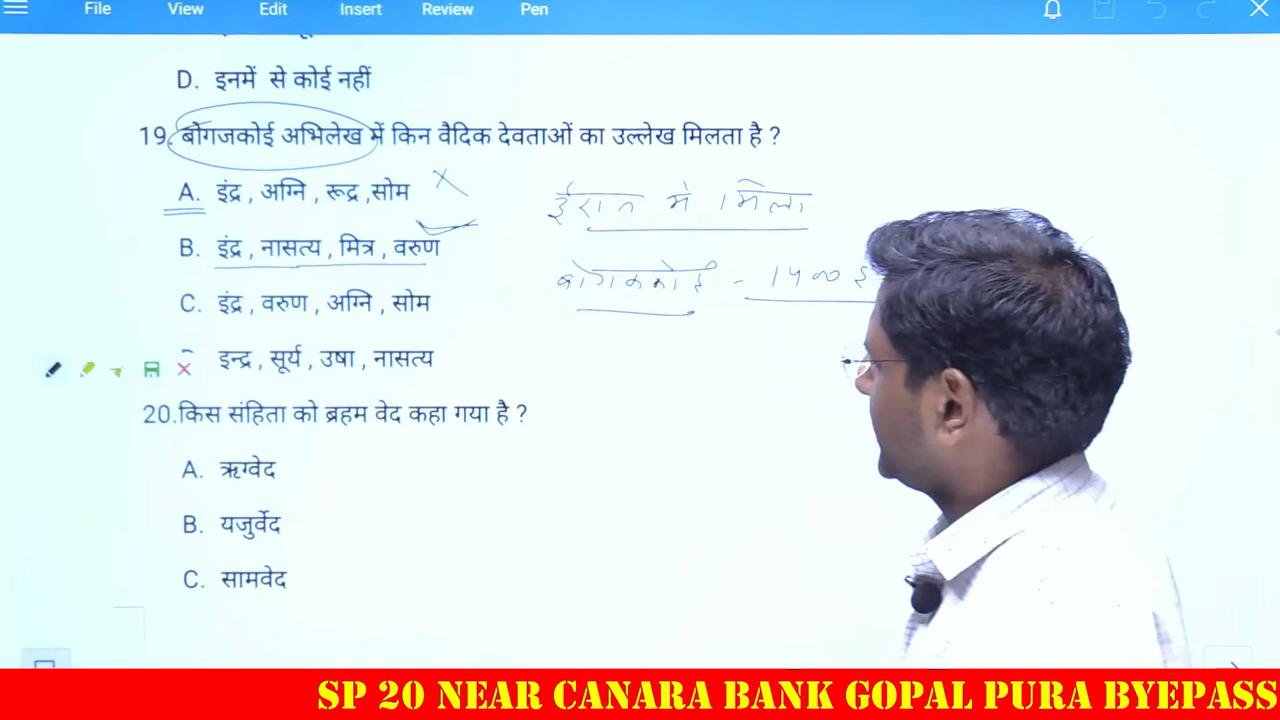 File View Edit Insert Review Pen
D. इनमें से कोई नहीं
19. बोगजकोई अभिलेख में किन वैदिक देवताओं का उल्लेख मिलता है ?
A. इंद्र , अग्नि , रूद्र ,सोम
ईरान मे मिला
B. इंद्र , नासत्य , मित्र , वरुण
- 1400 ई
C. इंद्र , वरुण , अग्नि , सोम
इन्द्र , सूर्य , उषा , नासत्य
20.किस संहिता को ब्रहम वेद कहा गया है ?
A. ऋग्वेद
B. यजुर्वेद
C. सामवेद
SP 20 NEAR CANARA BANK GOPAL PURA BYEPASS